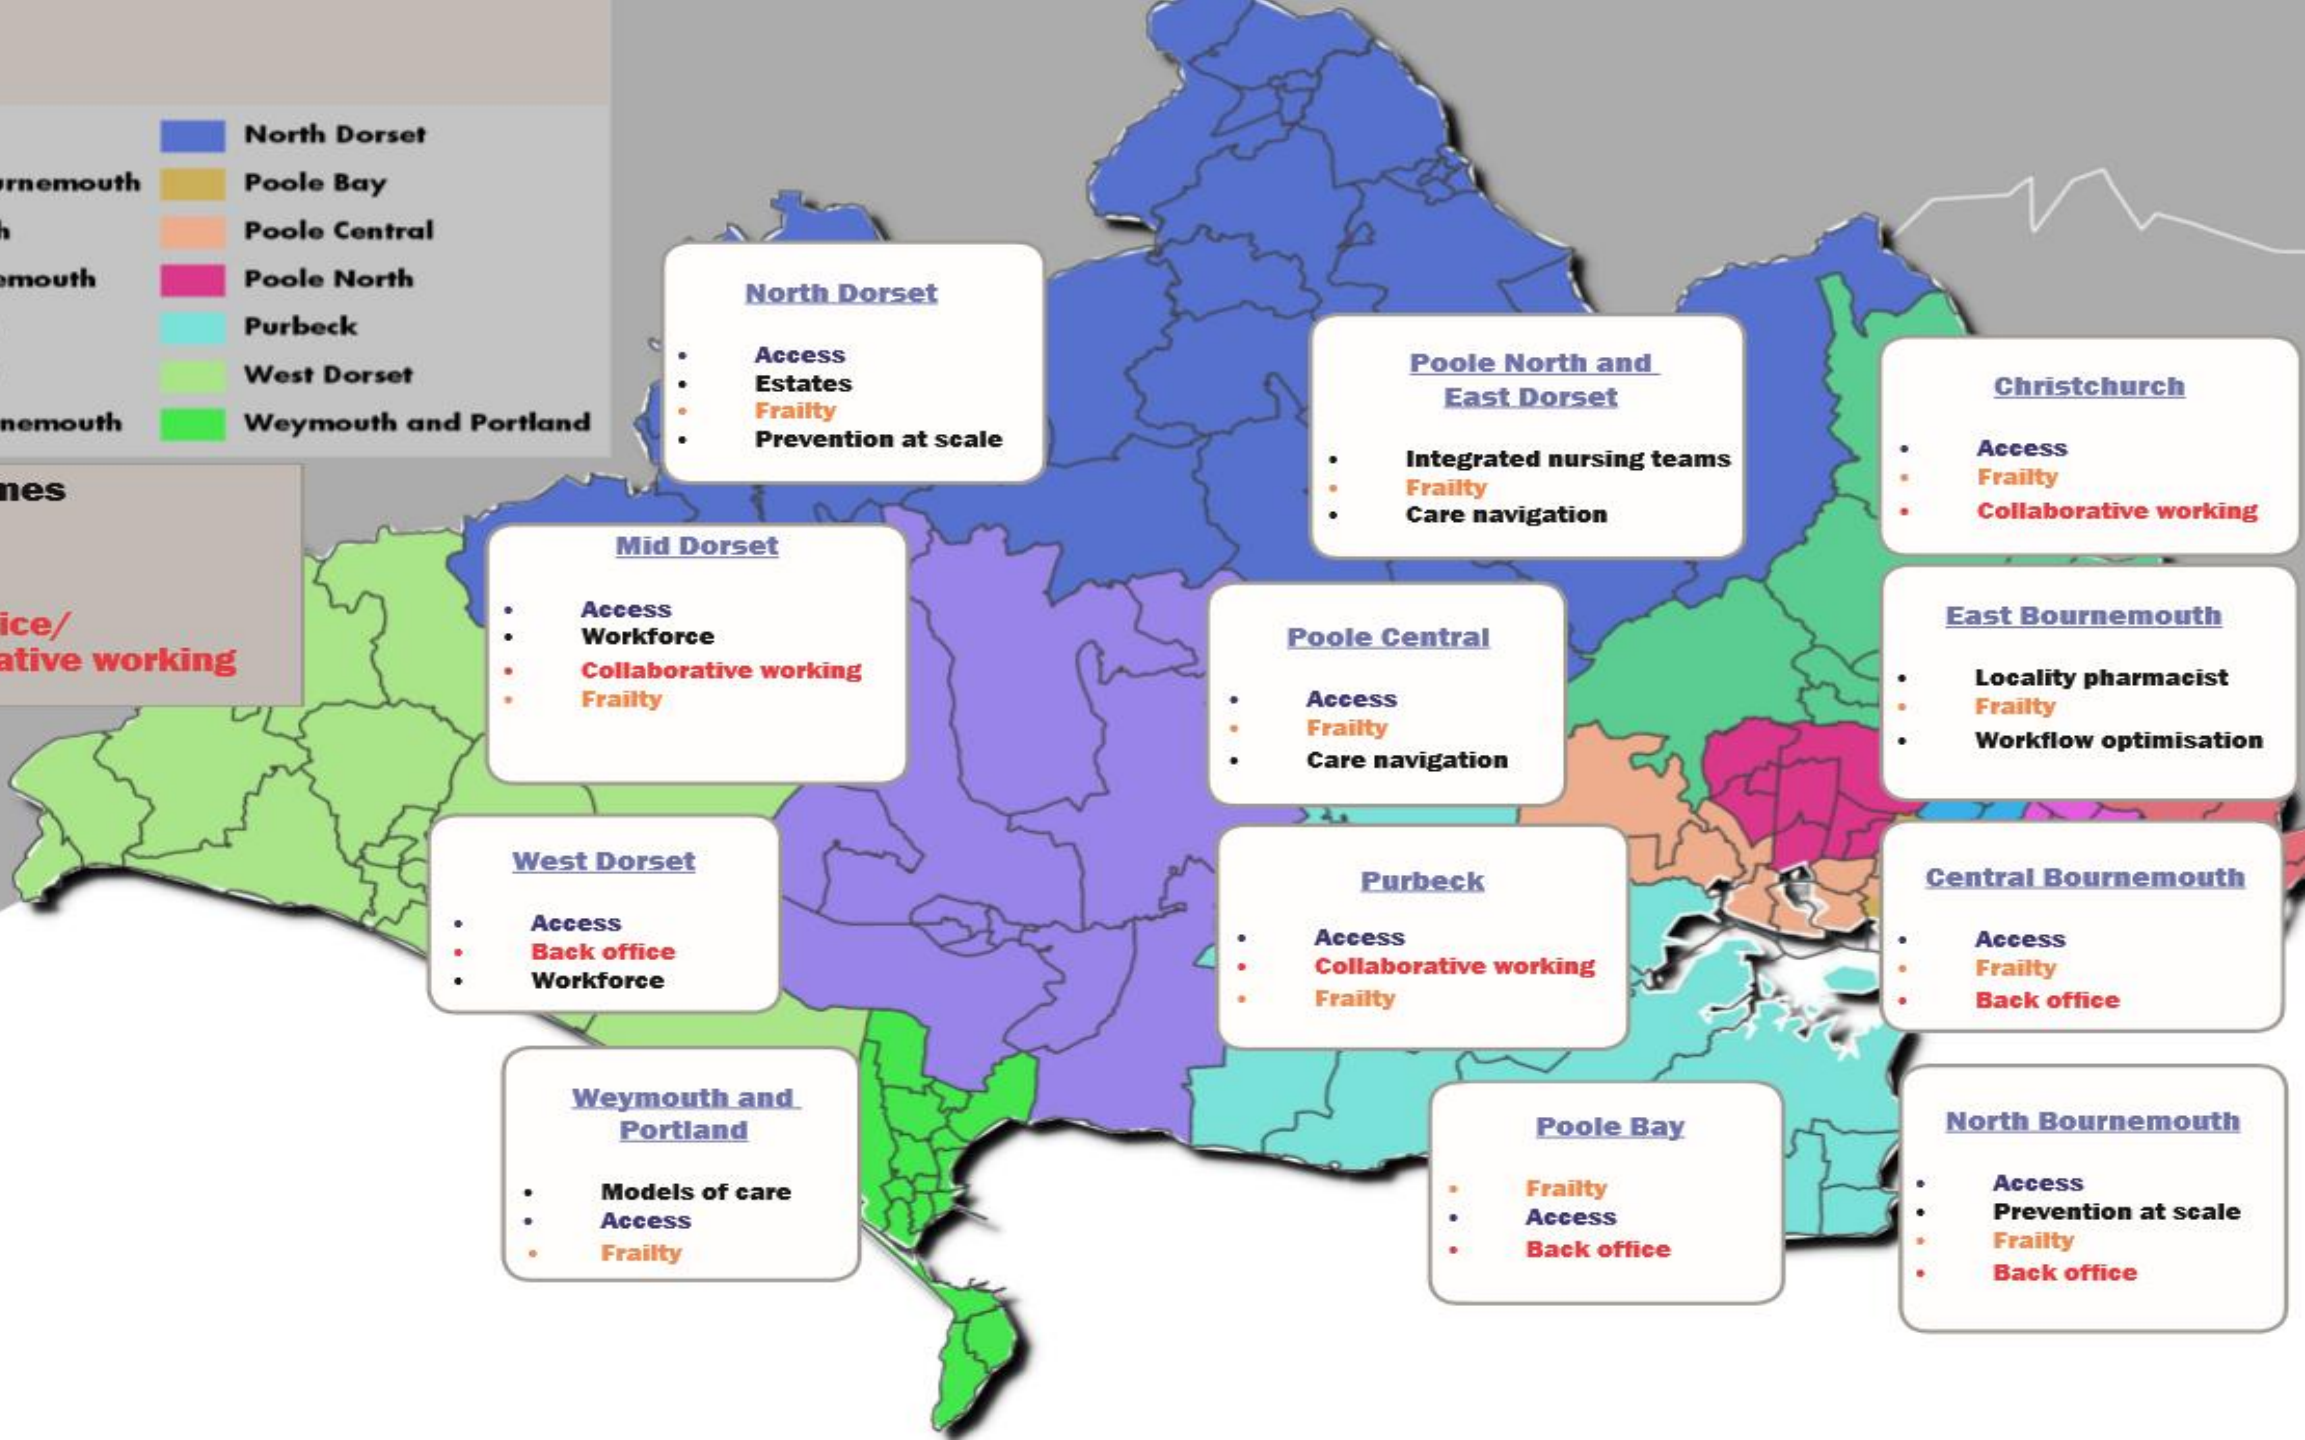 North Dorset
Poole Bay
Poole Central
emouth
Poole North
Purbeck
West Dorset
nemouth
Weymouth and Portland
rnemouth
h
nes
ice/
ative working
North Dorset
Access
Estates
Frailty
Prevention at scale
Poole North and
East Dorset
Integrated nursing teams
Frailty
Care navigation
Christchurch
Access
Frailty
Collaborative working
Mid Dorset
Access
Workforce
Collaborative working
Frailty
Poole Central
Access
Frailty
Care navigation
East Bournemouth
Locality pharmacist
Frailty
Workflow optimisation
West Dorset
Access
Back office
Workforce
Purbeck
Access
Collaborative working
Frailty
Central Bournemouth
Access
Frailty
Back office
Weymouth and
Portland
Models of care
Access
Frailty
Poole Bay
Frailty
Access
Back office
North Bournemouth
Access
Prevention at scale
Frailty
Back office